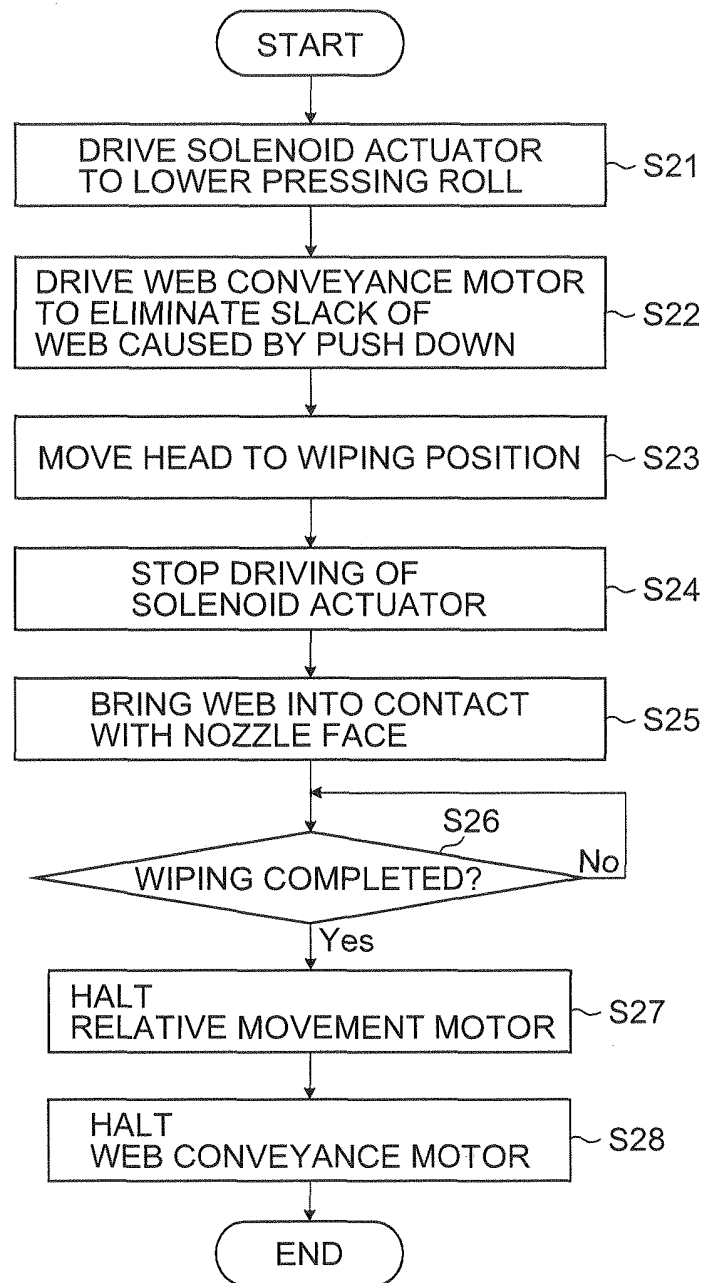 START
DRIVE SOLENOID ACTUATOR
TO LOWER PRESSING ROLL
S21
DRIVE WEB CONVEYANCE MOTOR
TO ELIMINATE SLACK OF
WEB CAUSED BY PUSH DOWN
S22
MOVE HEAD TO WIPING POSITION
S23
STOP DRIVING OF
SOLENOID ACTUATOR
S24
BRING WEB INTO CONTACT
WITH NOZZLE FACE
S25
S26
WIPING COMPLETED?
No
Yes
HALT
RELATIVE MOVEMENT MOTOR
S27
HALT
WEB CONVEYANCE MOTOR
S28
END